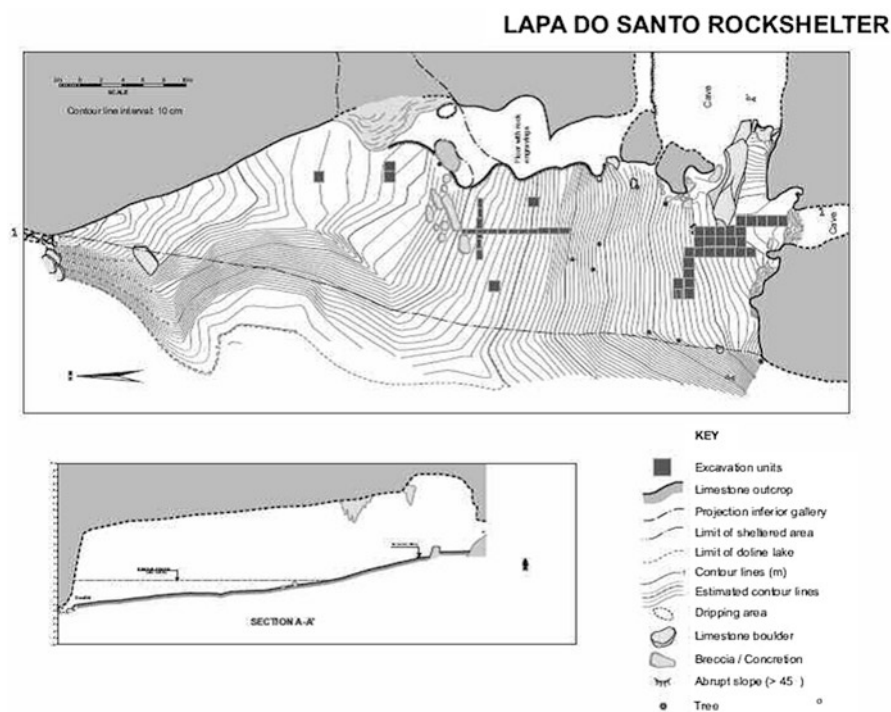 LAPA DO SANTO ROCKSHELTER
SCALE
Contour line interval: 10 cm
Floor with rock
engravings
Cave
A'
Cave
SECTION A-A'
KEY
Excavation units
Limestone outcrop
Projection inferior gallery
Limit of sheltered area
Limit of doline lake
Contour lines (m)
Estimated contour lines
Dripping area
Limestone boulder
Breccia / Concretion
Abrupt slope (> 45 )
Tree